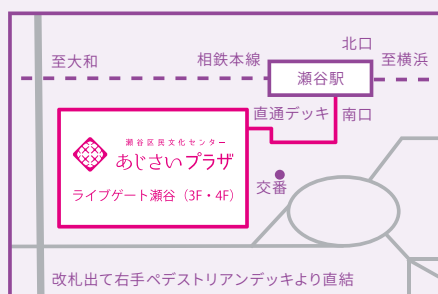 北口
至大和
相鉄本線
至横浜
瀬谷駅
直通デッキ
南口
瀬谷区民文化センター
あじさいプラザ
ライブゲート瀬谷（3F・4F）
交番
改札出て右手ペデストリアンデッキより直結